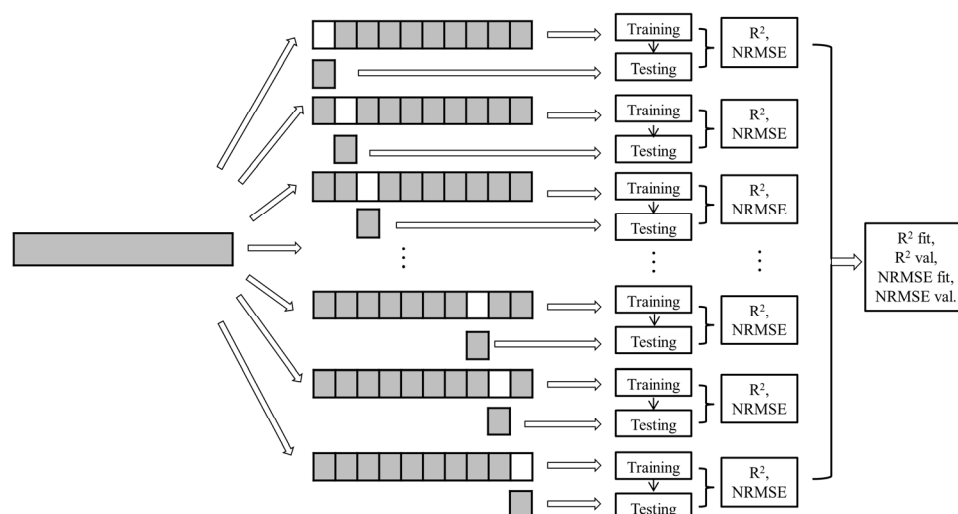 Training
Testing
R², 
NRMSE
Training
Testing
R²,
NRMSE
Training
Testing
R²,
NRMSE
R² fit,
R² val,
NRMSE fit,
NRMSE val.
Training
Testing
R²,
NRMSE
Training
Testing
R²,
NRMSE
Training
Testing
R²,
NRMSE